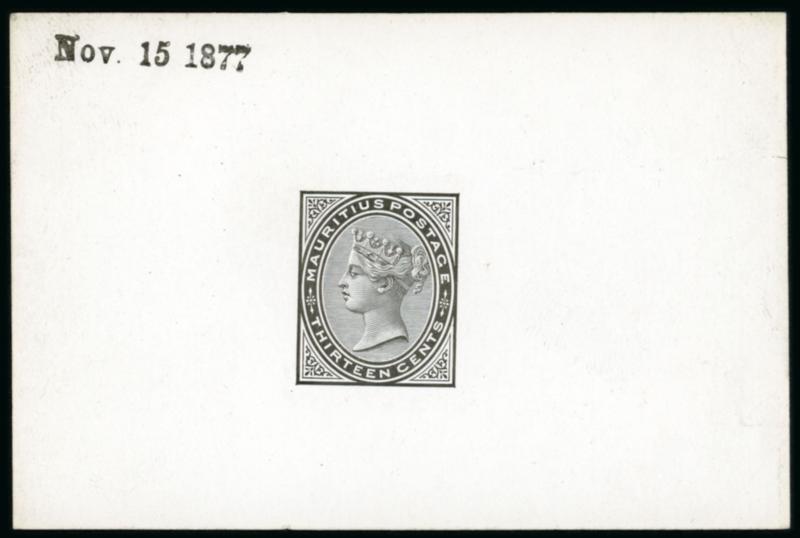 Nov. 15 1877
MAURITIUS POSTAGE
THIRTEEN CENTS